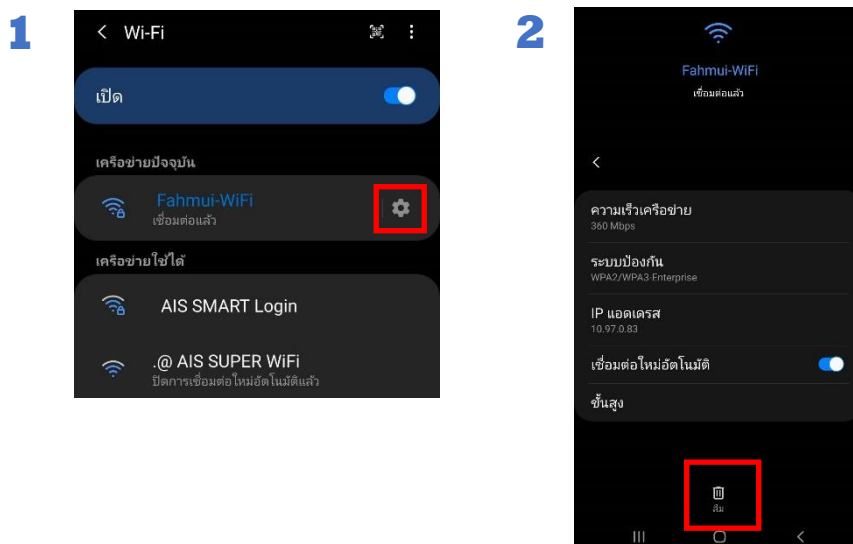 1
Wi-Fi
เปิด
เครือข่ายปัจจุบัน
Fahmui-WiFi
เชื่อมต่อแล้ว
เครือข่ายใช้ได้
AIS SMART Login
.@ AIS SUPER WiFi
ปิดการเชื่อมต่อใหม่อัตโนมัติแล้ว
2
Fahmui-WiFi
เชื่อมต่อแล้ว
ความเร็วเครือข่าย
360 Mbps
ระบบป้องกัน
WPA2/WPA3-Enterprise
IP แอดเดรส
10.97.0.83
เชื่อมต่อใหม่อัตโนมัติ
ขั้นสูง
ลืม